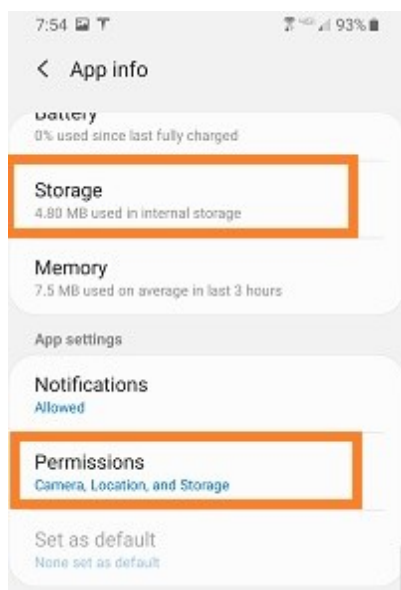 7:54 93%
App info
Battery
0% used since last fully charged
Storage
4.80 MB used in internal storage
Memory
7.5 MB used on average in last 3 hours
App settings
Notifications
Allowed
Permissions
Camera, Location, and Storage
Set as default
None set as default